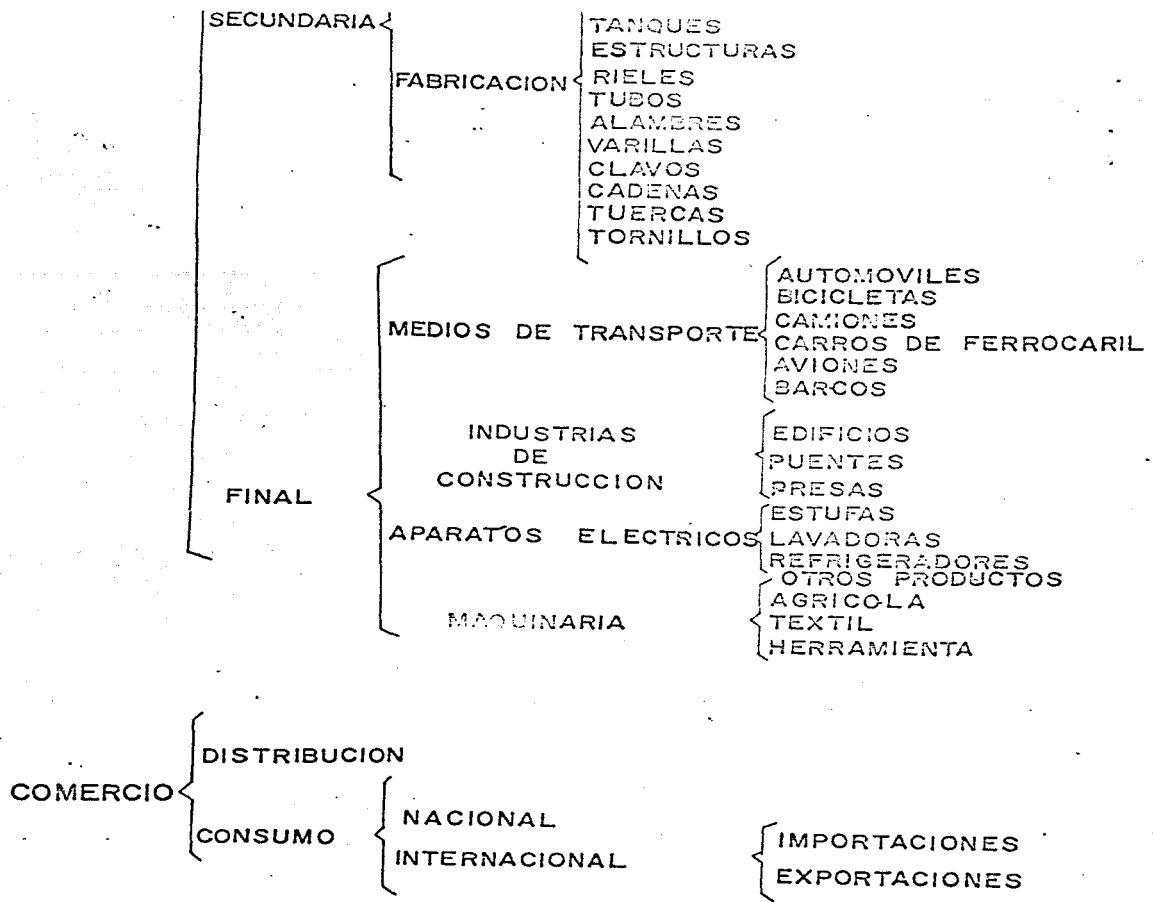 SECUNDARIA
FABRICACION
TANQUES
ESTRUCTURAS
RIELES
TUBOS
ALAMBRES
VARILLAS
CLAVOS
CADENAS
TUERCAS
TORNILLOS
FINAL
MEDIOS DE TRANSPORTE
AUTOMOVILES
BICICLETAS
CAMIONES
CARROS DE FERROCARIL
AVIONES
BARCOS
INDUSTRIAS
DE
CONSTRUCCION
EDIFICIOS
PUENTES
PRESAS
APARATOS ELECTRICOS
ESTUFAS
LAVADORAS
REFRIGERADORES
OTROS PRODUCTOS
MAQUINARIA
AGRICOLA
TEXTIL
HERRAMIENTA
COMERCIO
DISTRIBUCION
CONSUMO
NACIONAL
INTERNACIONAL
IMPORTACIONES
EXPORTACIONES